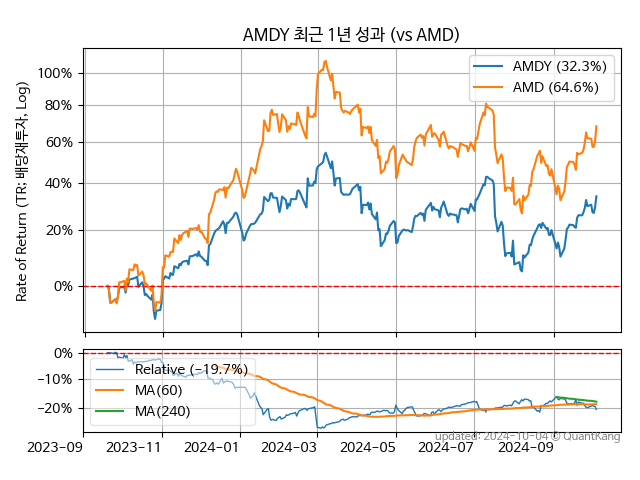 AMDY 최근 1년 성과 (vs AMD)
Rate of Return (TR: 배당재투자, Log)
100%
80%
60%
40%
20%
0%
AMDY (32.3%)
AMD (64.6%)
0%
-10%
-20%
Relative (-19.7%)
MA(60)
MA(240)
2023-09
2023-11
2024-01
2024-03
2024-05
2024-07
2024-09
updated: 2024-10-04 © QuantKang